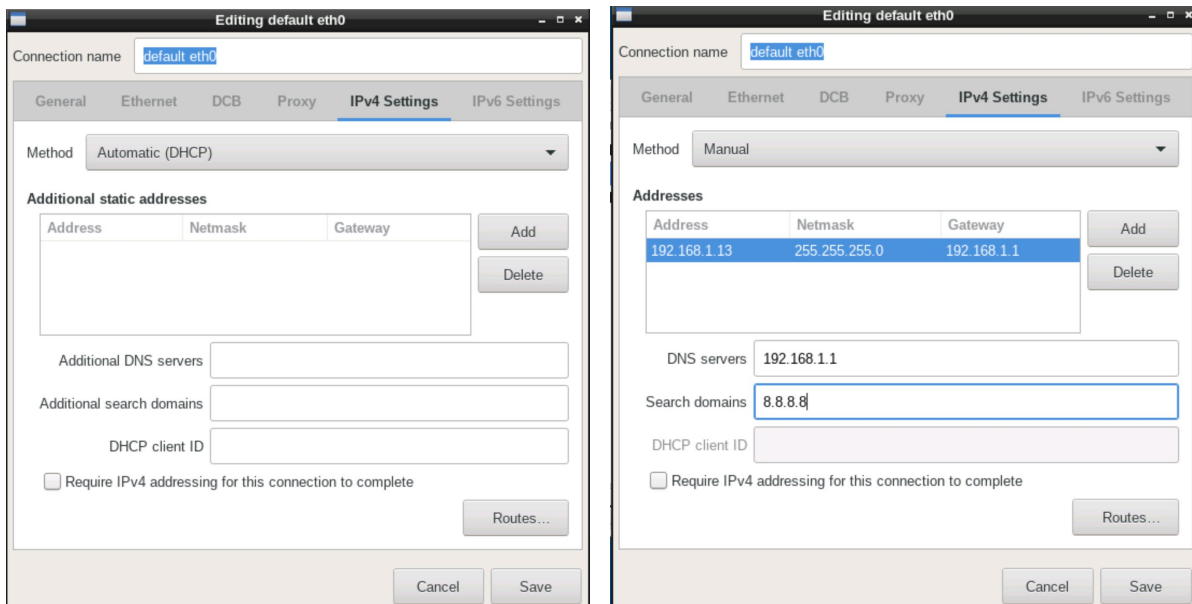 Editing default eth0
Connection name default eth0
General Ethernet DCB Proxy IPv4 Settings IPv6 Settings
Method Automatic (DHCP)
Additional static addresses
Address Netmask Gateway
Add
Delete
Additional DNS servers
Additional search domains
DHCP client ID
Require IPv4 addressing for this connection to complete
Routes...
Cancel Save
Editing default eth0
Connection name default eth0
General Ethernet DCB Proxy IPv4 Settings IPv6 Settings
Method Manual
Addresses
Address Netmask Gateway
Add
192.168.1.13 255.255.255.0 192.168.1.1
Delete
DNS servers 192.168.1.1
Search domains 8.8.8.8
DHCP client ID
Require IPv4 addressing for this connection to complete
Routes...
Cancel Save